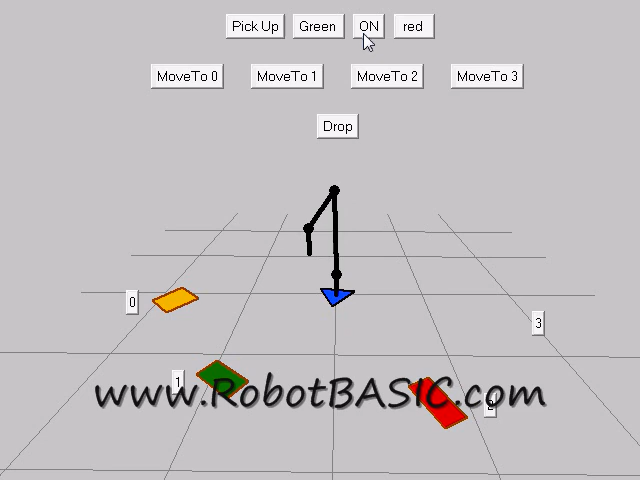 Pick Up Green ON red
MoveTo 0 MoveTo 1 MoveTo 2 MoveTo 3
Drop
0
3
1
www.RobotBASIC.com
2